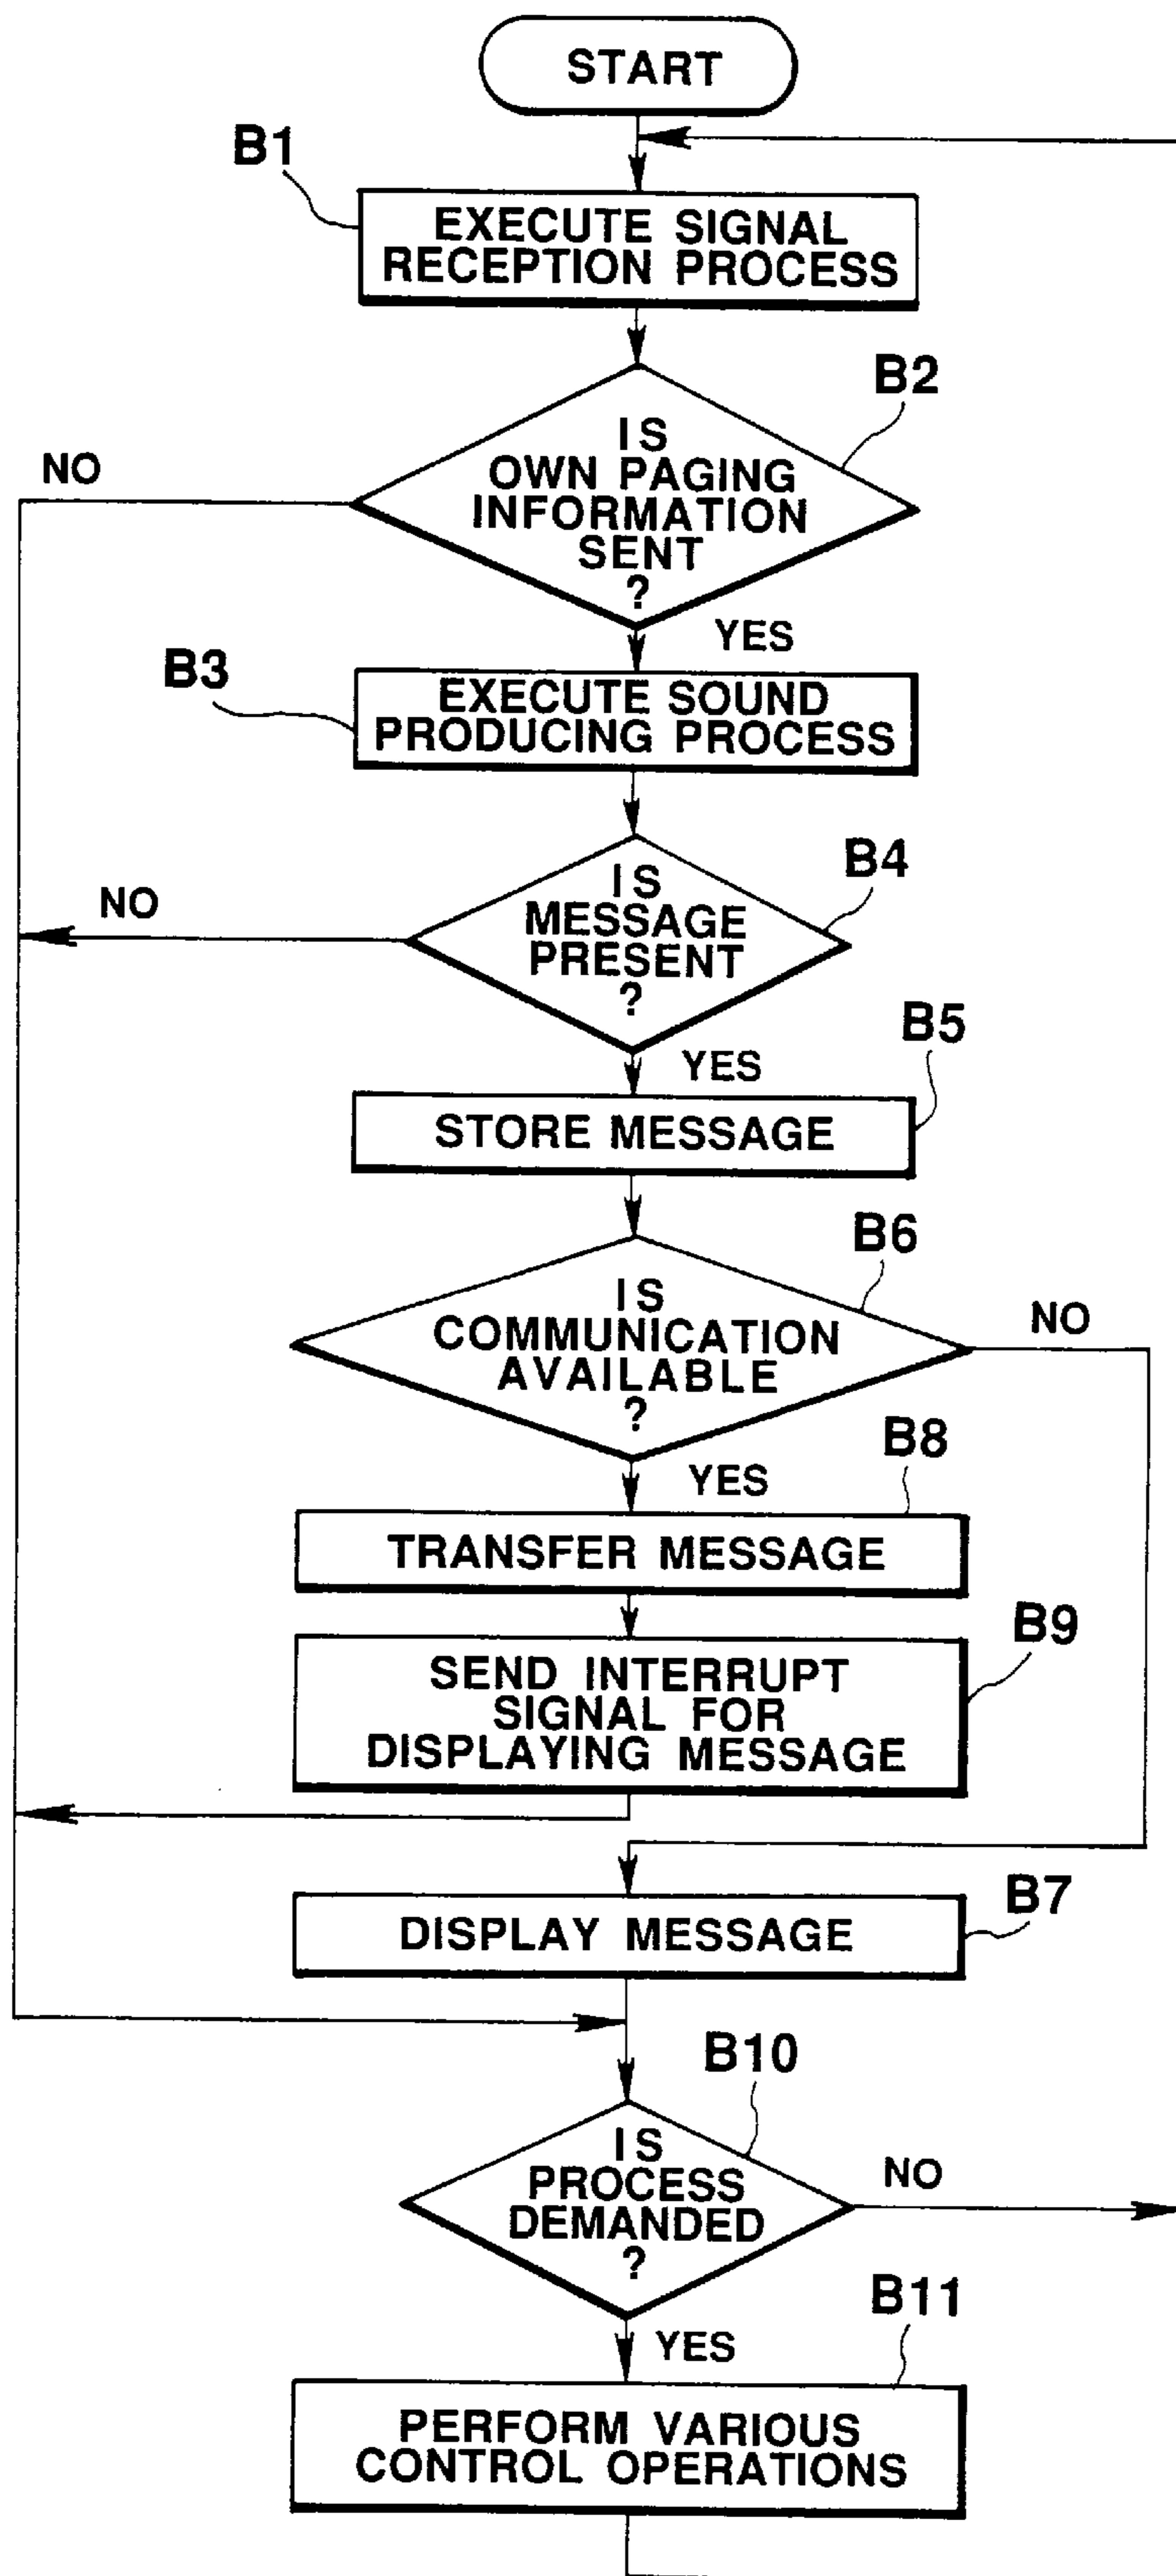 START
B1
EXECUTE SIGNAL
RECEPTION PROCESS
B2
IS
OWN PAGING
INFORMATION
SENT
?
NO
YES
B3
EXECUTE SOUND
PRODUCING PROCESS
B4
IS
MESSAGE
PRESENT
?
NO
YES
B5
STORE MESSAGE
B6
IS
COMMUNICATION
AVAILABLE
?
NO
YES
B8
TRANSFER MESSAGE
B9
SEND INTERRUPT
SIGNAL FOR
DISPLAYING MESSAGE
B7
DISPLAY MESSAGE
B10
IS
PROCESS
DEMANDED
?
NO
YES
B11
PERFORM VARIOUS
CONTROL OPERATIONS